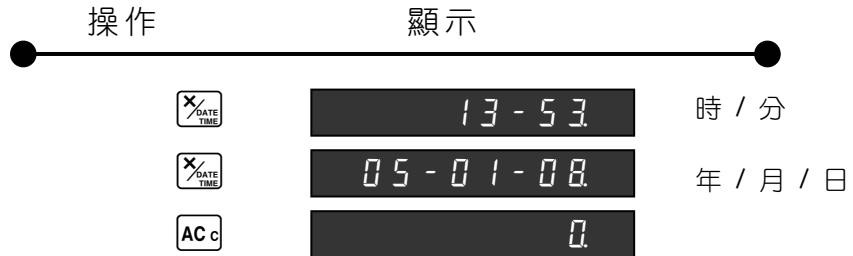 操作 顯示
×/DATE TIME 13-53. 時 / 分
×/DATE TIME 05-01-08. 年 / 月 / 日
AC c 0.